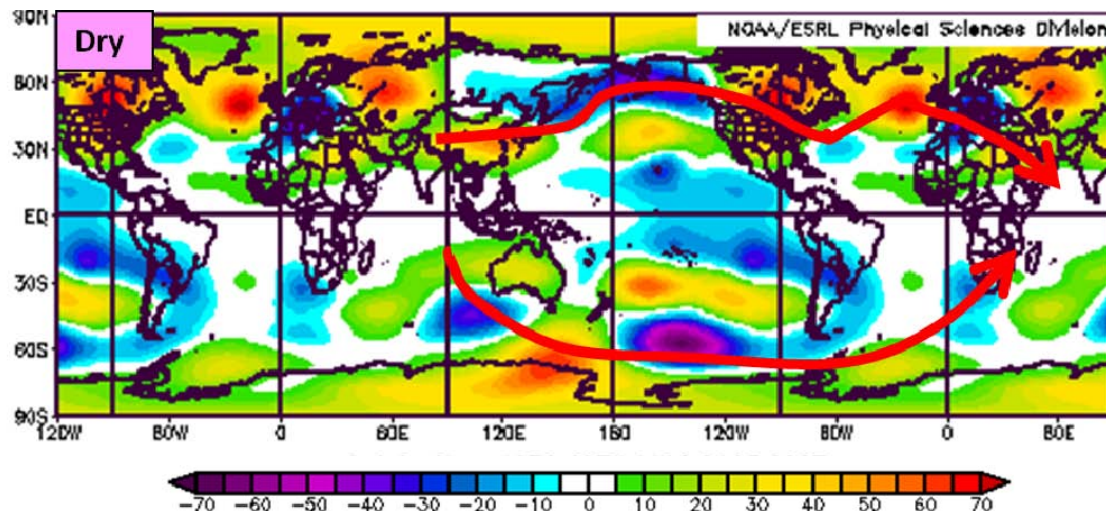 Dry
NOAA/ESRL Physical Sciences Division
90N
60N
30N
EQ
30S
60S
90S
120W 60W 0 60E 120E 180 120W 60W 0 60E
-70 -60 -50 -40 -30 -20 -10 0 10 20 30 40 50 60 70